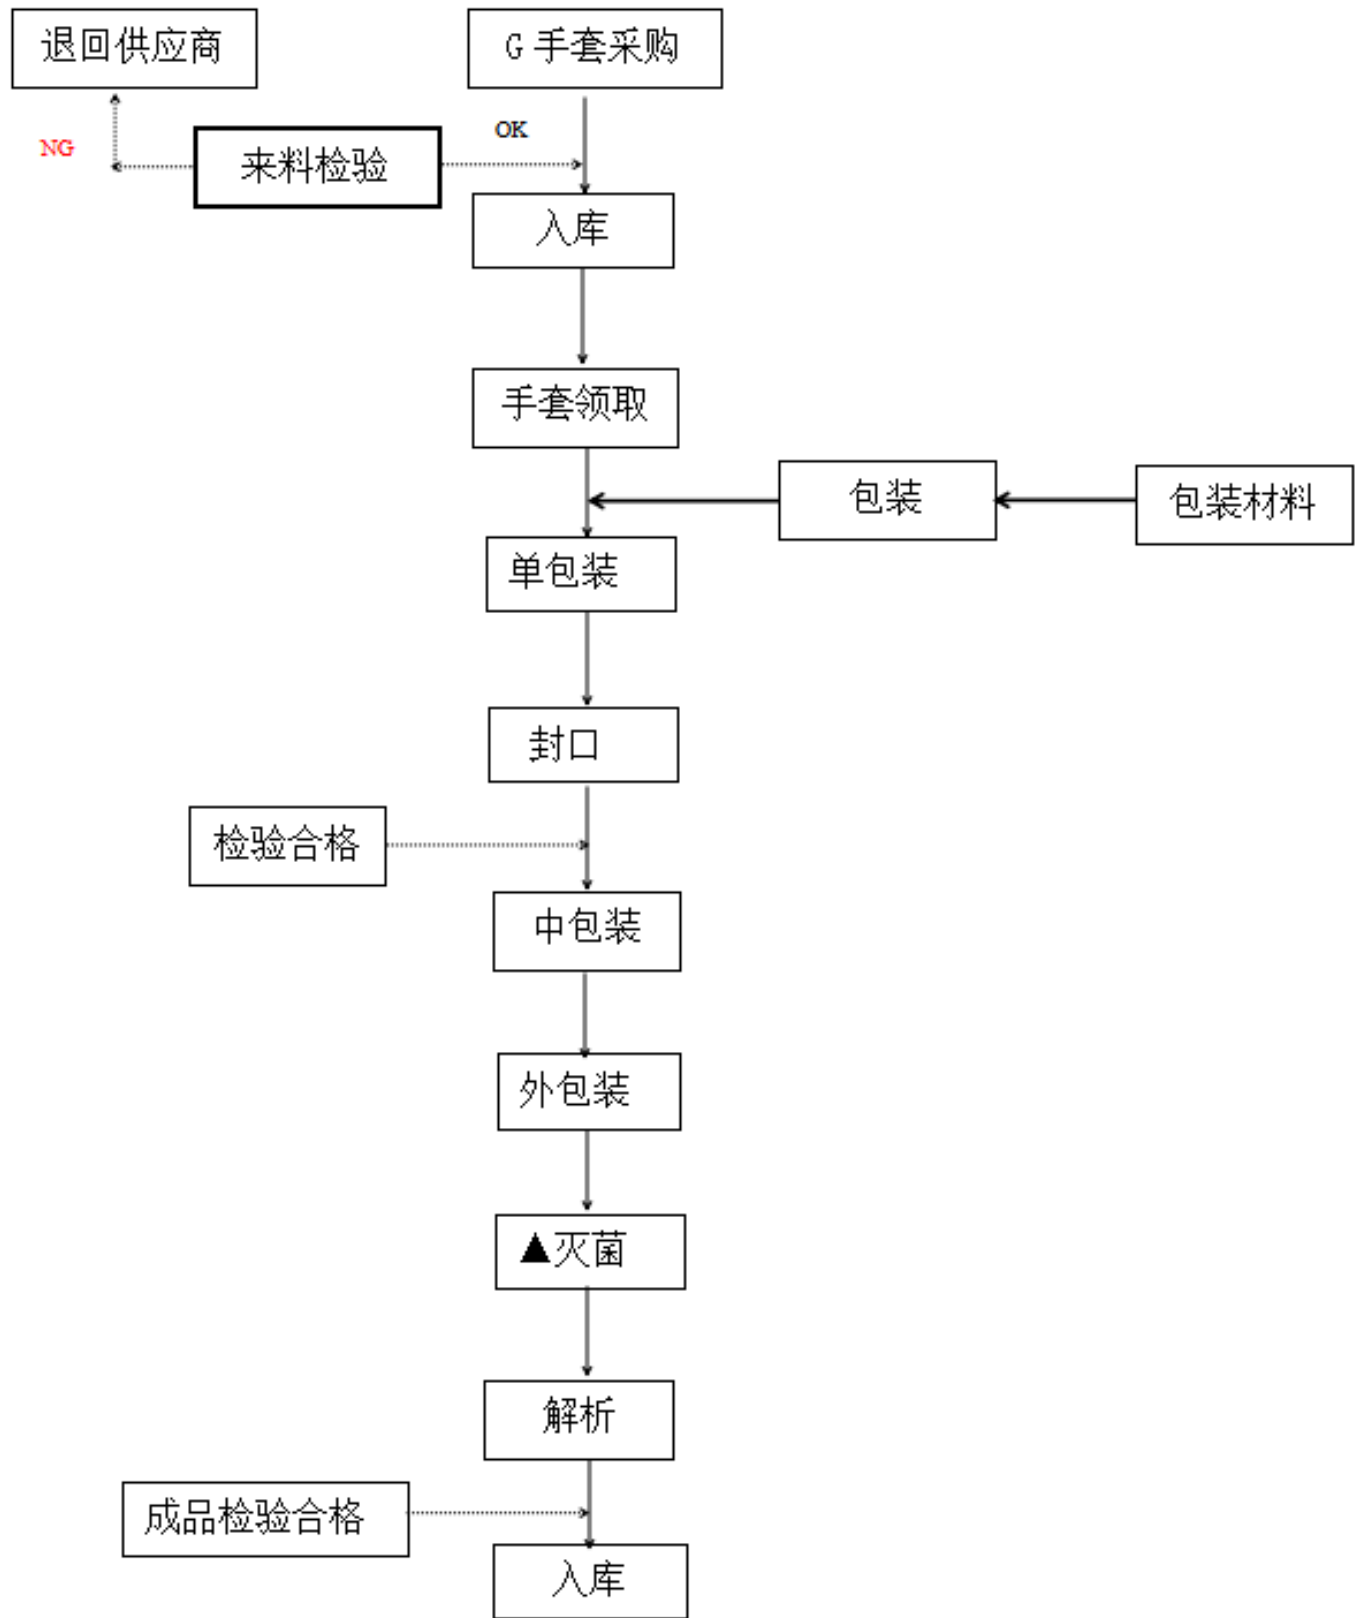 退回供应商
G 手套采购
NG
来料检验
OK
入库
手套领取
包装
包装材料
单包装
封口
检验合格
中包装
外包装
▲灭菌
解析
成品检验合格
入库